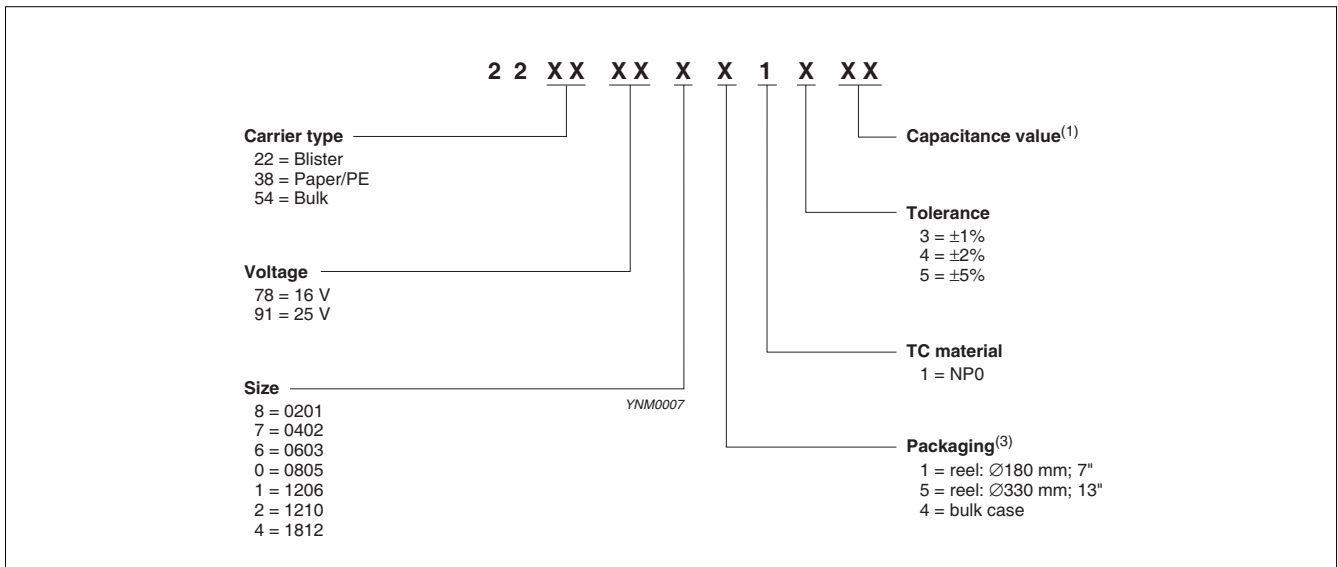 2 2 X X X X X X 1 X X X
Carrier type
22 = Blister
38 = Paper/PE
54 = Bulk
Voltage
78 = 16 V
91 = 25 V
Size
8 = 0201
7 = 0402
6 = 0603
0 = 0805
1 = 1206
2 = 1210
4 = 1812
YNM0007
Capacitance value(1)
Tolerance
3 = ±1%
4 = ±2%
5 = ±5%
TC material
1 = NP0
Packaging(3)
1 = reel: ∅180 mm; 7"
5 = reel: ∅330 mm; 13"
4 = bulk case